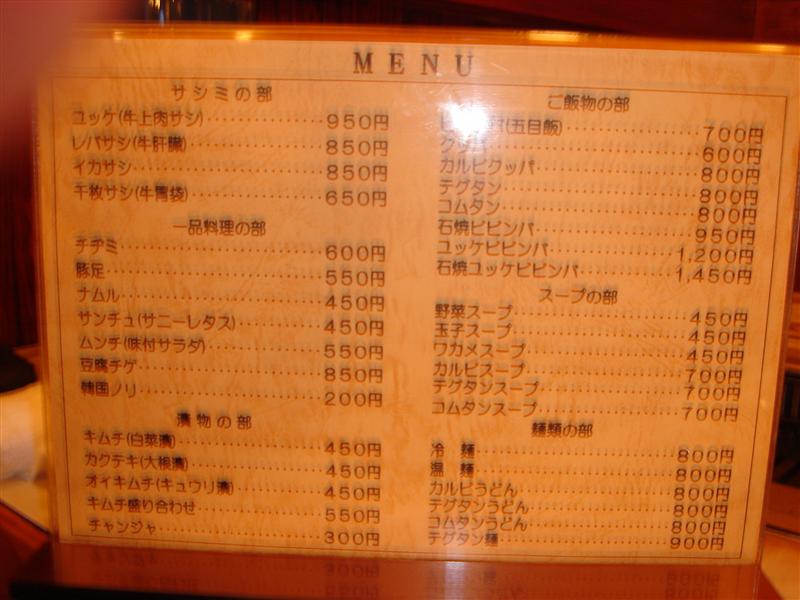 MENU
サシミの部
ユッケ(牛上肉サシ) 950円
レバサシ(牛肝臓) 850円
イカサシ 850円
千枚サシ(牛胃袋) 650円
一品料理の部
チヂミ 600円
豚足 550円
ナムル 450円
サンチュ(サニーレタス) 450円
ムンチ(味付サラダ) 550円
豆腐チゲ 850円
韓国ノリ 200円
漬物の部
キムチ(白菜漬) 450円
カクテキ(大根漬) 450円
オイキムチ(キュウリ漬) 450円
キムチ盛り合わせ 550円
チャンジャ 300円
ご飯物の部
(五目飯) 700円
600円
カルビクッパ 800円
テグタン 800円
コムタン 800円
石焼ビビンバ 950円
ユッケビビンバ 1,200円
石焼ユッケビビンバ 1,450円
スープの部
野菜スープ 450円
玉子スープ 450円
ワカメスープ 450円
カルビスープ 700円
テグタンスープ 700円
コムタンスープ 700円
麺類の部
冷麺 800円
温麺 800円
カルビうどん 800円
テグタンうどん 800円
コムタンうどん 800円
テグタン麺 900円